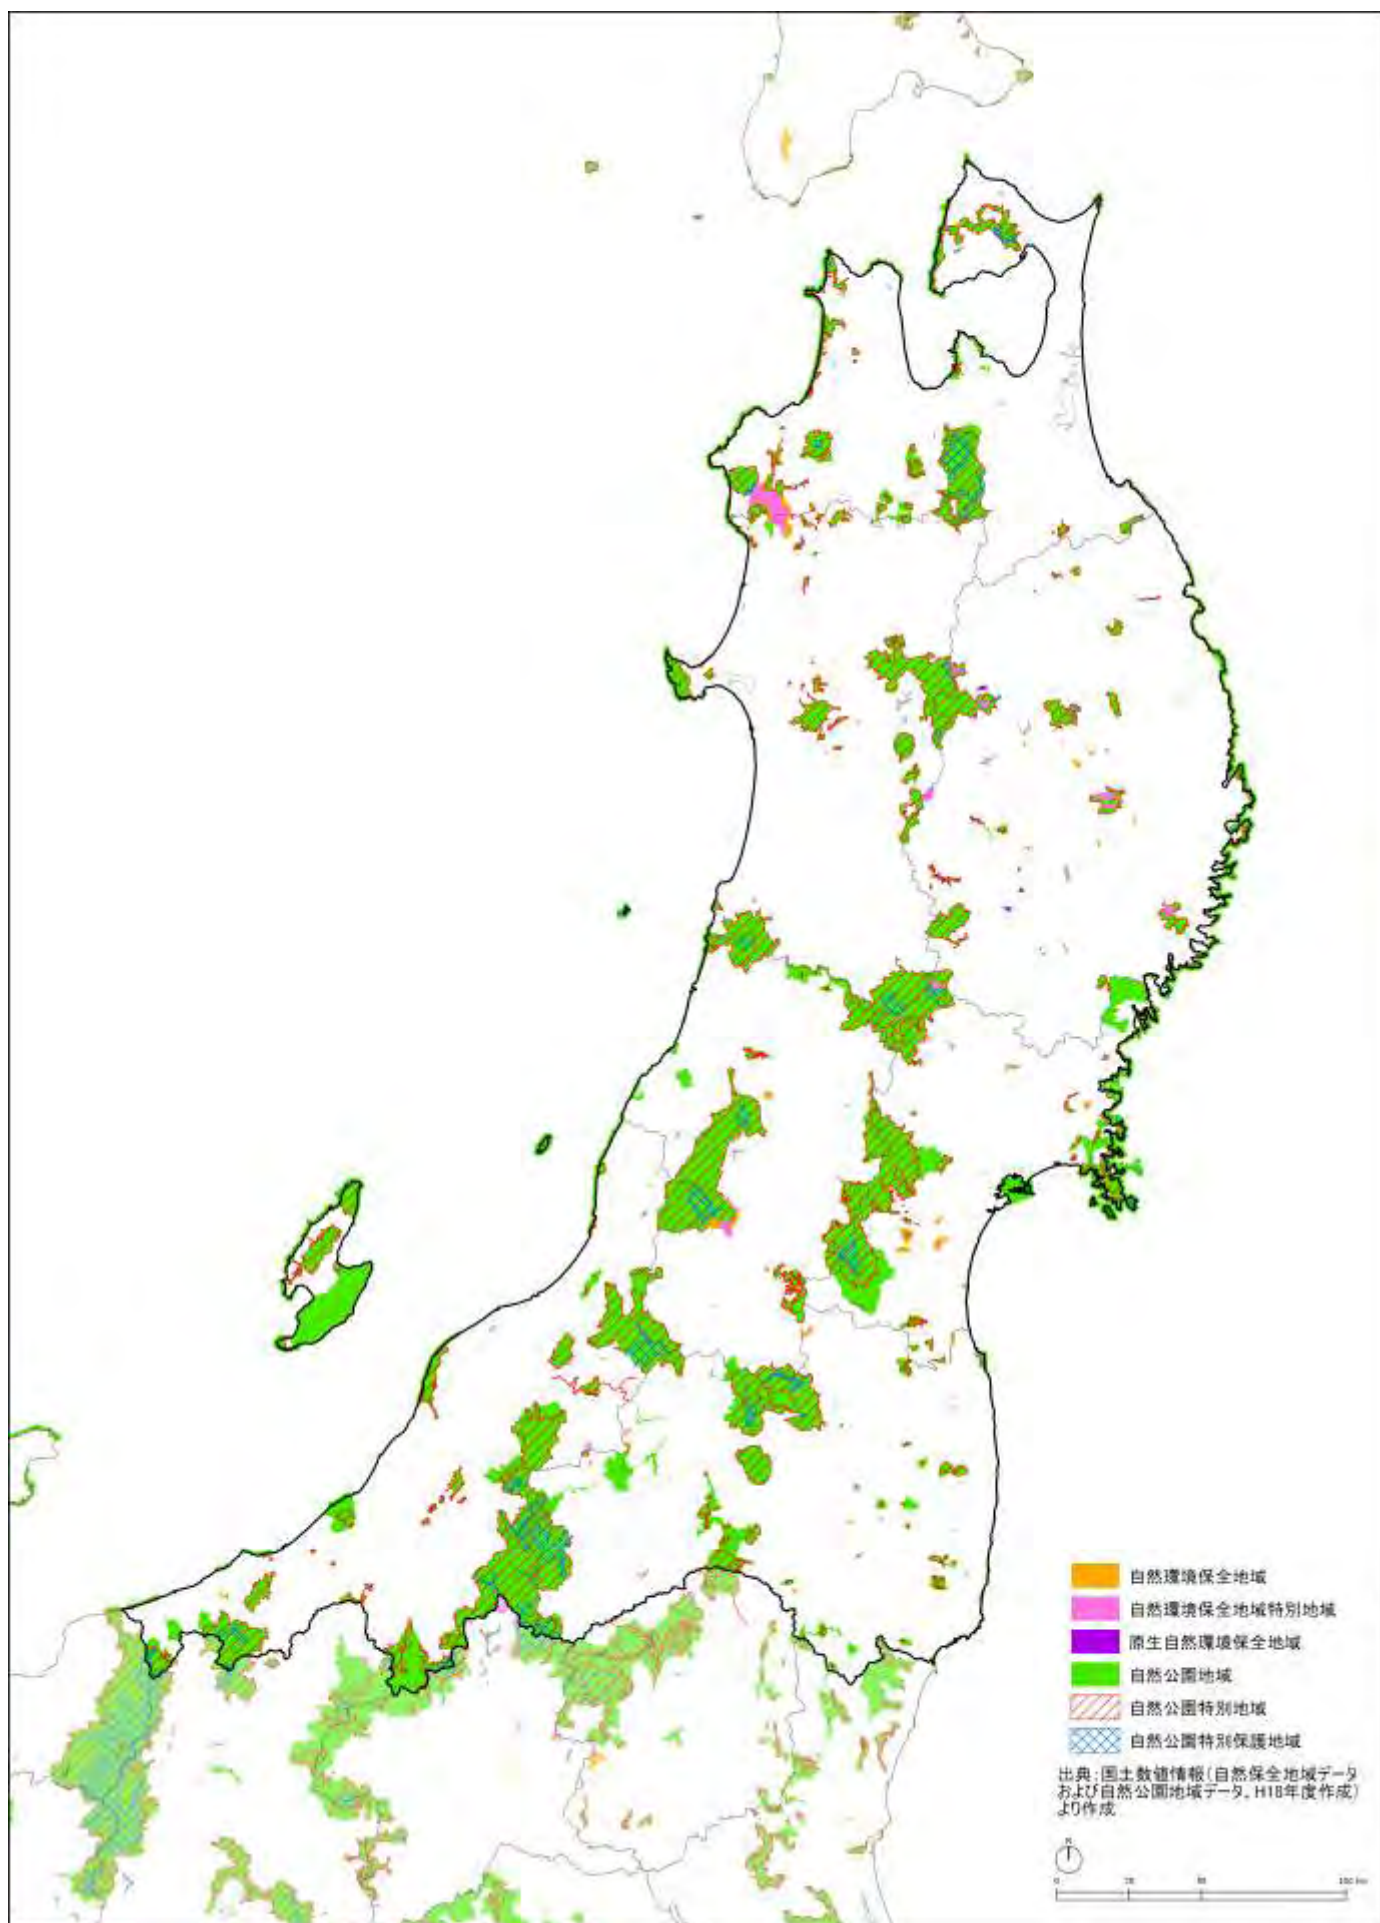 自然環境保全地域
自然環境保全地域特別地域
原生自然環境保全地域
自然公園地域
自然公園特別地域
自然公園特別保護地域
出典：国土数値情報（自然保全地域データ
および自然公園地域データ，H18年度作成）
より作成
N
0